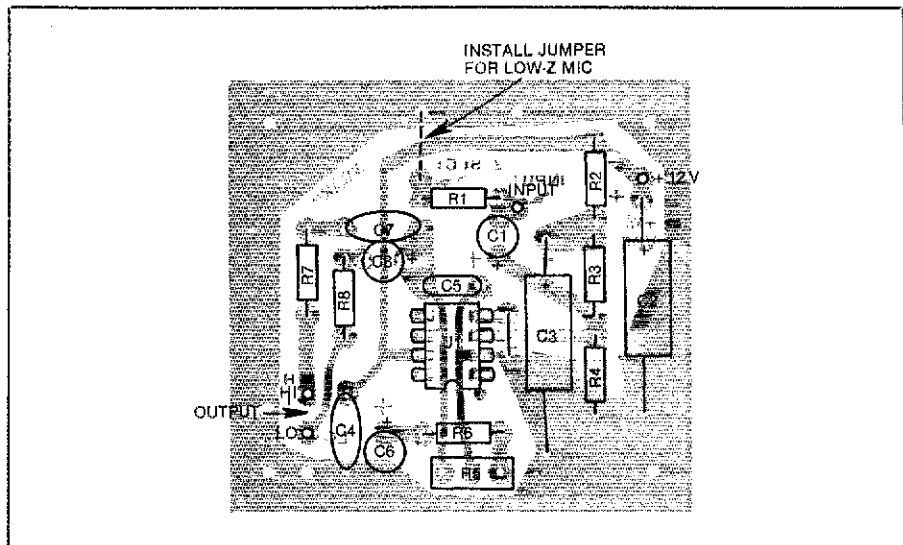 INSTALL JUMPER
FOR LOW-Z MIC
R1
INPUT
R2
+12V
C7
C1
C8
R7
R8
C5
R3
C3
R4
HI
OUTPUT
LO
C4
C6
R6